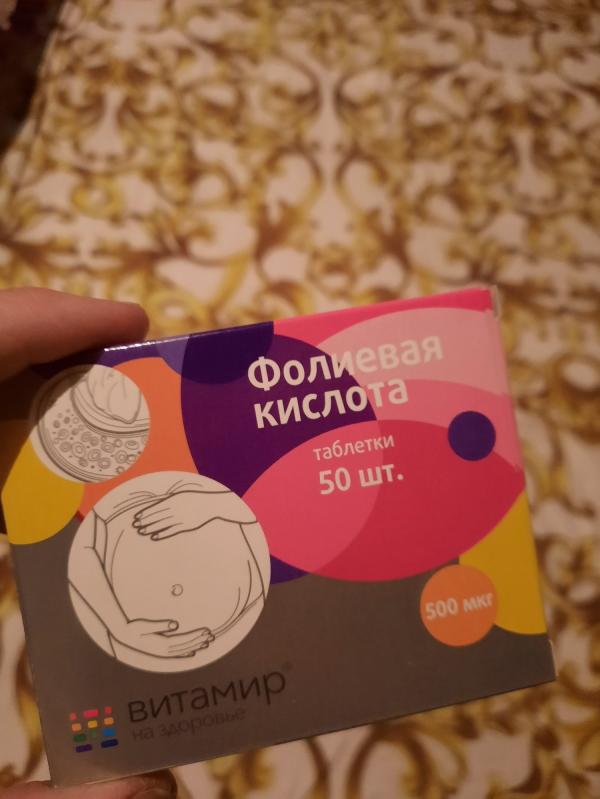 Фолиевая
кислота
таблетки
50 шт.
500 мкг
ВИТАМИР®
на здоровье